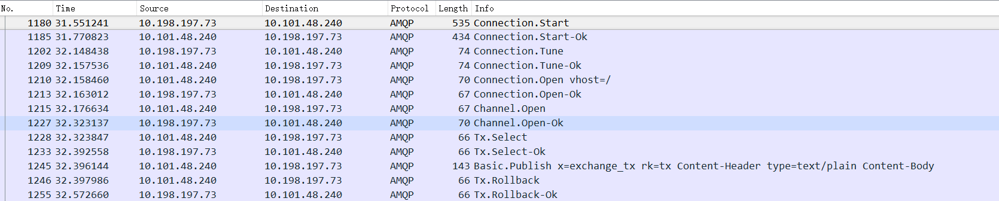 No. Time Source Destination Protocol Length Info
1180 31.551241 10.198.197.73 10.101.48.240 AMQP 535 Connection.Start
1185 31.770823 10.101.48.240 10.198.197.73 AMQP 434 Connection.Start-Ok
1202 32.148438 10.198.197.73 10.101.48.240 AMQP 74 Connection.Tune
1209 32.157536 10.101.48.240 10.198.197.73 AMQP 74 Connection.Tune-Ok
1210 32.158460 10.101.48.240 10.198.197.73 AMQP 70 Connection.Open vhost=/
1213 32.163012 10.198.197.73 10.101.48.240 AMQP 67 Connection.Open-Ok
1215 32.176634 10.101.48.240 10.198.197.73 AMQP 67 Channel.Open
1227 32.323137 10.198.197.73 10.101.48.240 AMQP 70 Channel.Open-Ok
1228 32.323847 10.101.48.240 10.198.197.73 AMQP 66 Tx.Select
1233 32.392558 10.198.197.73 10.101.48.240 AMQP 66 Tx.Select-Ok
1245 32.396144 10.101.48.240 10.198.197.73 AMQP 143 Basic.Publish x=exchange_tx rk=tx Content-Header type=text/plain Content-Body
1246 32.397986 10.101.48.240 10.198.197.73 AMQP 66 Tx.Rollback
1255 32.572660 10.198.197.73 10.101.48.240 AMQP 66 Tx.Rollback-Ok